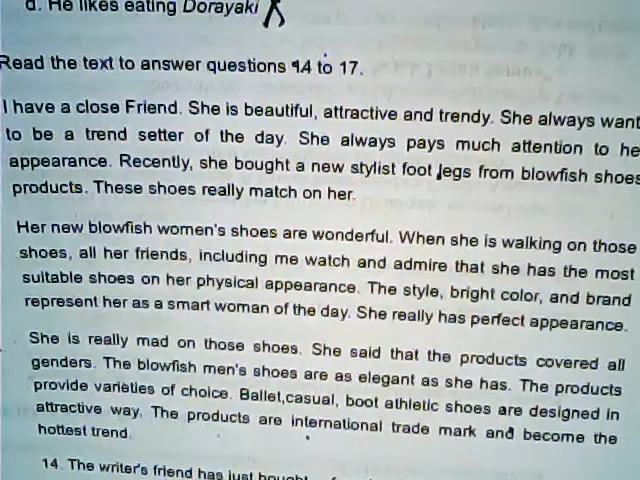 d. He likes eating Dorayaki
Read the text to answer questions 14 to 17.
I have a close Friend. She is beautiful, attractive and trendy. She always want
to be a trend setter of the day. She always pays much attention to he
appearance. Recently, she bought a new stylist foot legs from blowfish shoes
products. These shoes really match on her.
Her new blowfish women's shoes are wonderful. When she is walking on those
shoes, all her friends, including me watch and admire that she has the most
suitable shoes on her physical appearance. The style, bright color, and brand
represent her as a smart woman of the day. She really has perfect appearance.
She is really mad on those shoes. She said that the products covered all
genders. The blowfish men's shoes are as elegant as she has. The products
provide varieties of choice. Ballet,casual, boot athletic shoes are designed in
attractive way. The products are international trade mark and become the
hottest trend.
14. The writer's friend has just bought